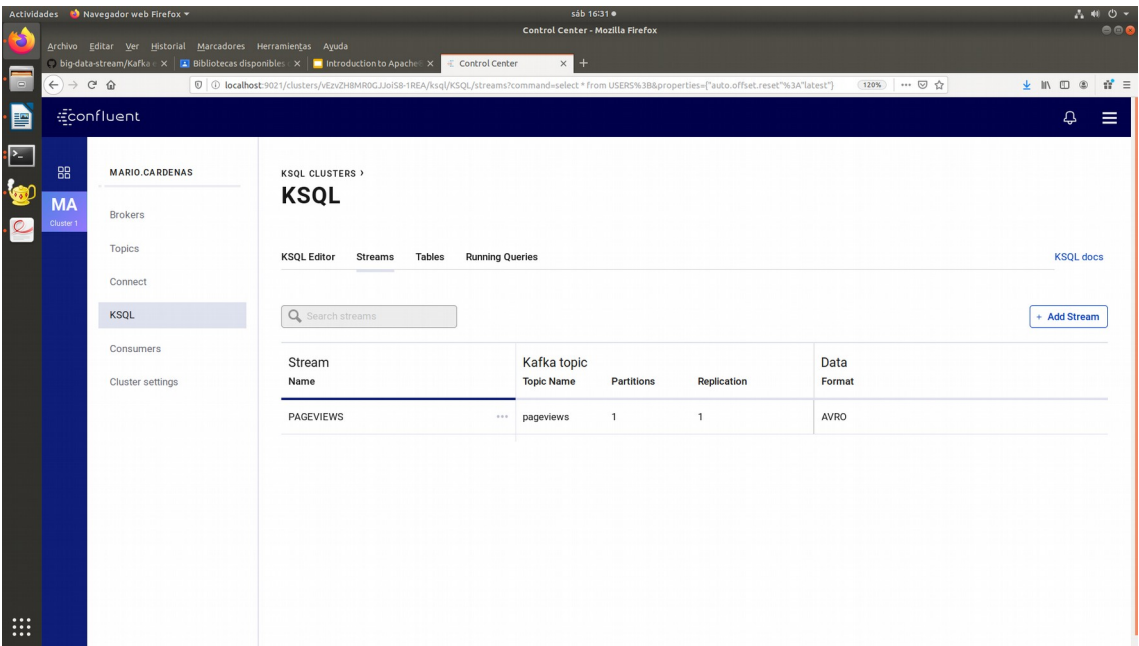 Actividades Navegador web Firefox sáb 16:31
Control Center - Mozilla Firefox
Archivo Editar Ver Historial Marcadores Herramientas Ayuda
big-data-stream/Kafka Bibliotecas disponibles Introduction to Apache Control Center
localhost:9021/clusters/vEzvZH8MR0GJJoiS8-1REA/ksql/KSQL/streams?command=select * from USERS%3B&properties={"auto.offset.reset"%3A"latest"} 120%
confluent
MARIO.CARDENAS
MA
Cluster 1
Brokers
Topics
Connect
KSQL
Consumers
Cluster settings
KSQL CLUSTERS >
KSQL
KSQL Editor Streams Tables Running Queries KSQL docs
Search streams + Add Stream
Stream Kafka topic Data
Name Topic Name Partitions Replication Format
PAGEVIEWS ••• pageviews 1 1 AVRO